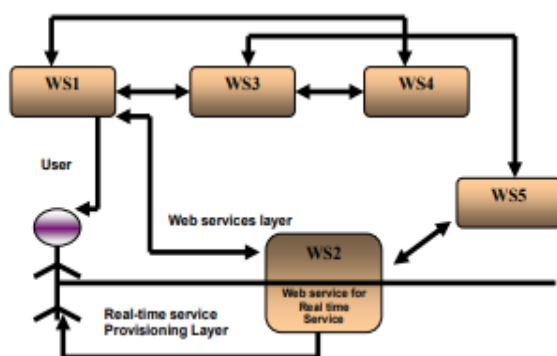 WS1
WS3
WS4
User
WS5
Web services layer
WS2
Web service for
Real time
Service
Real-time service
Provisioning Layer